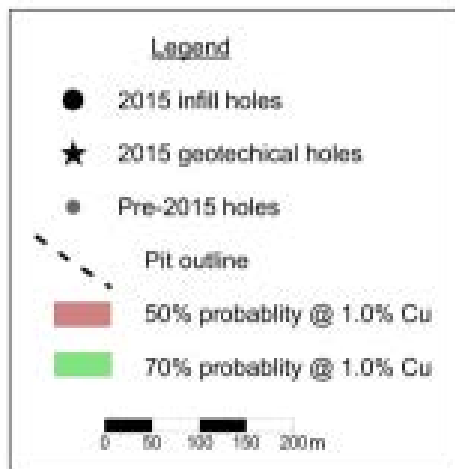 Legend
2015 infill holes
2015 geotechical holes
Pre-2015 holes
Pit outline
50% probablity @ 1.0% Cu
70% probablity @ 1.0% Cu
0 50 100 150 200m